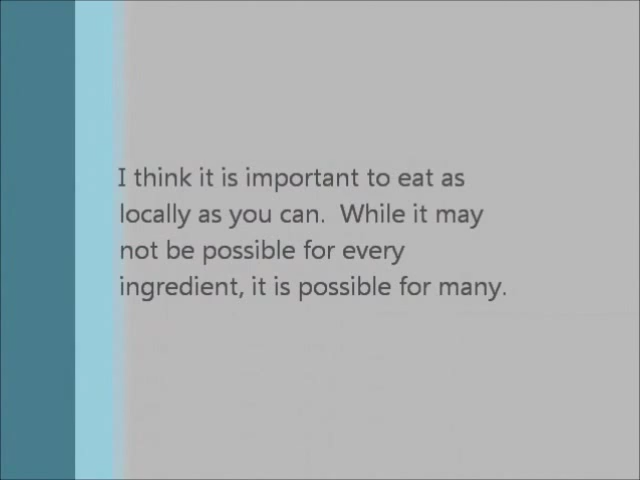 I think it is important to eat as
locally as you can.  While it may
not be possible for every
ingredient, it is possible for many.